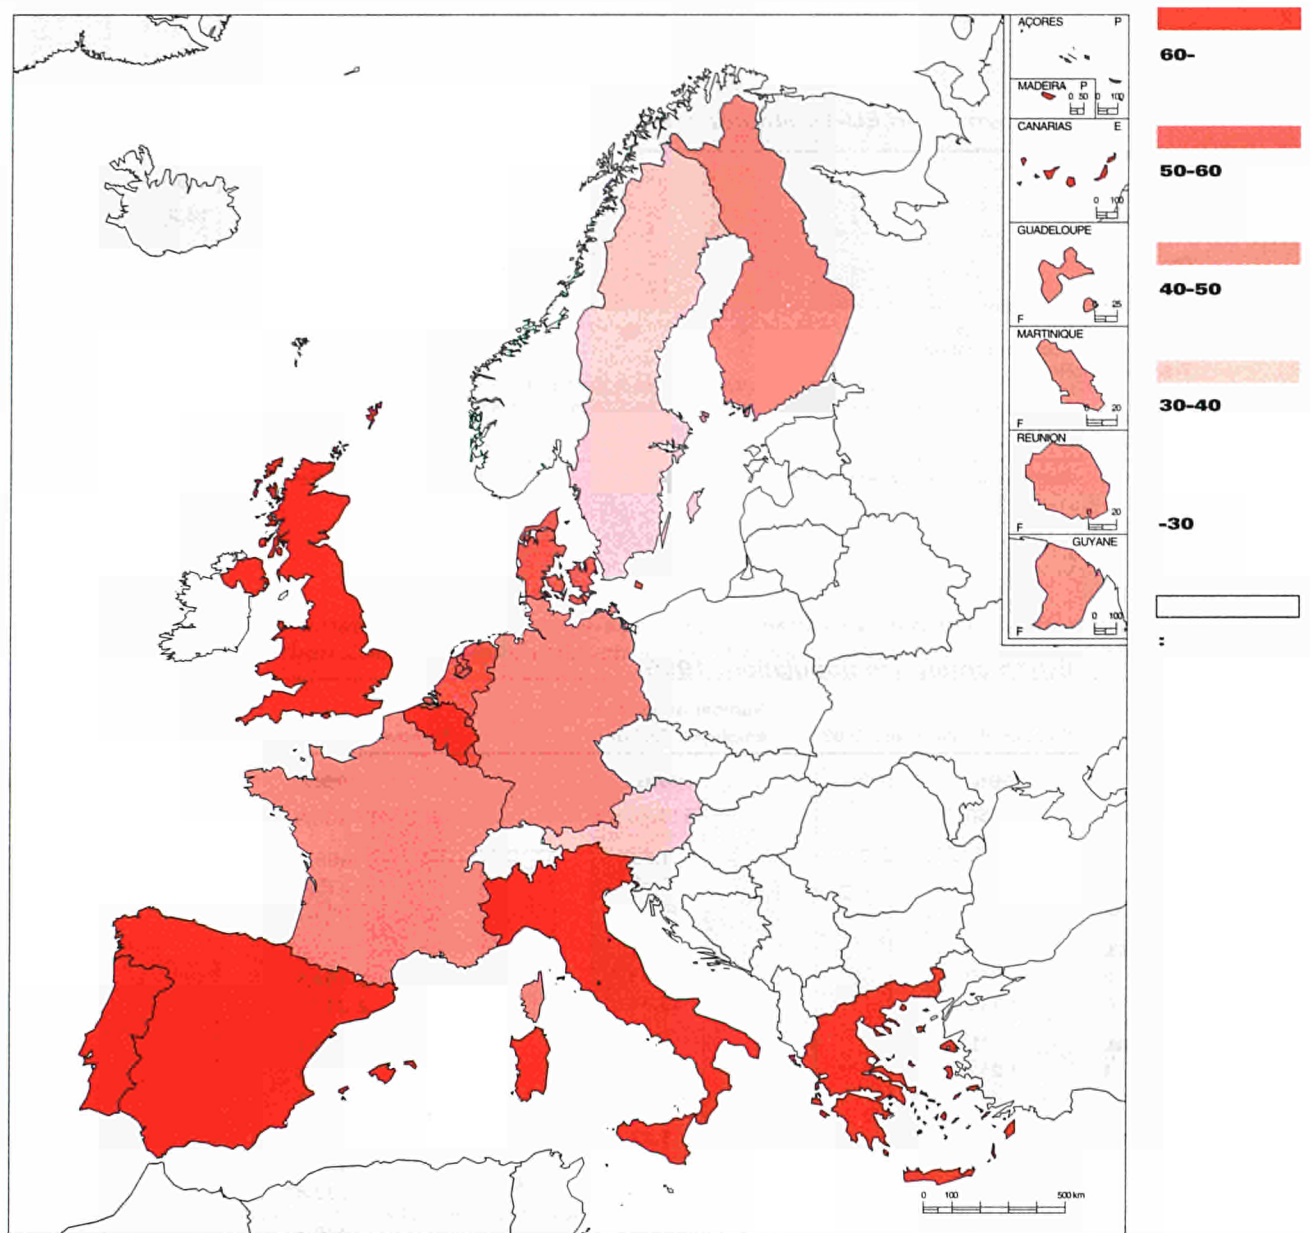 AÇORES P
MADEIRA P
0 50 0 100
CANARIAS E
0 100
GUADELOUPE
25
F
MARTINIQUE
0 20
F
REUNION
0 20
F
GUYANE
0 100
F
60-
50-60
40-50
30-40
-30
:
0 100 500 km